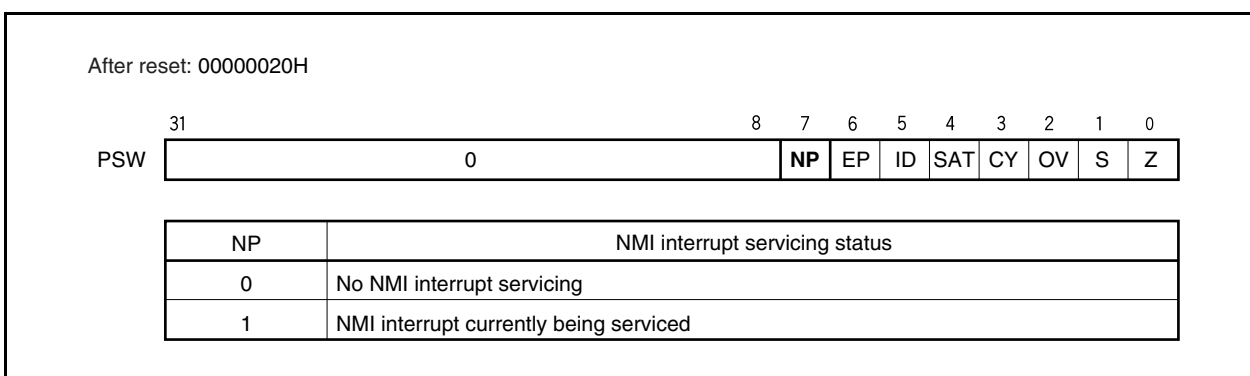 After reset: 00000020H
31 8 7 6 5 4 3 2 1 0
PSW 0 NP EP ID SAT CY OV S Z
NP NMI interrupt servicing status
0 No NMI interrupt servicing
1 NMI interrupt currently being serviced